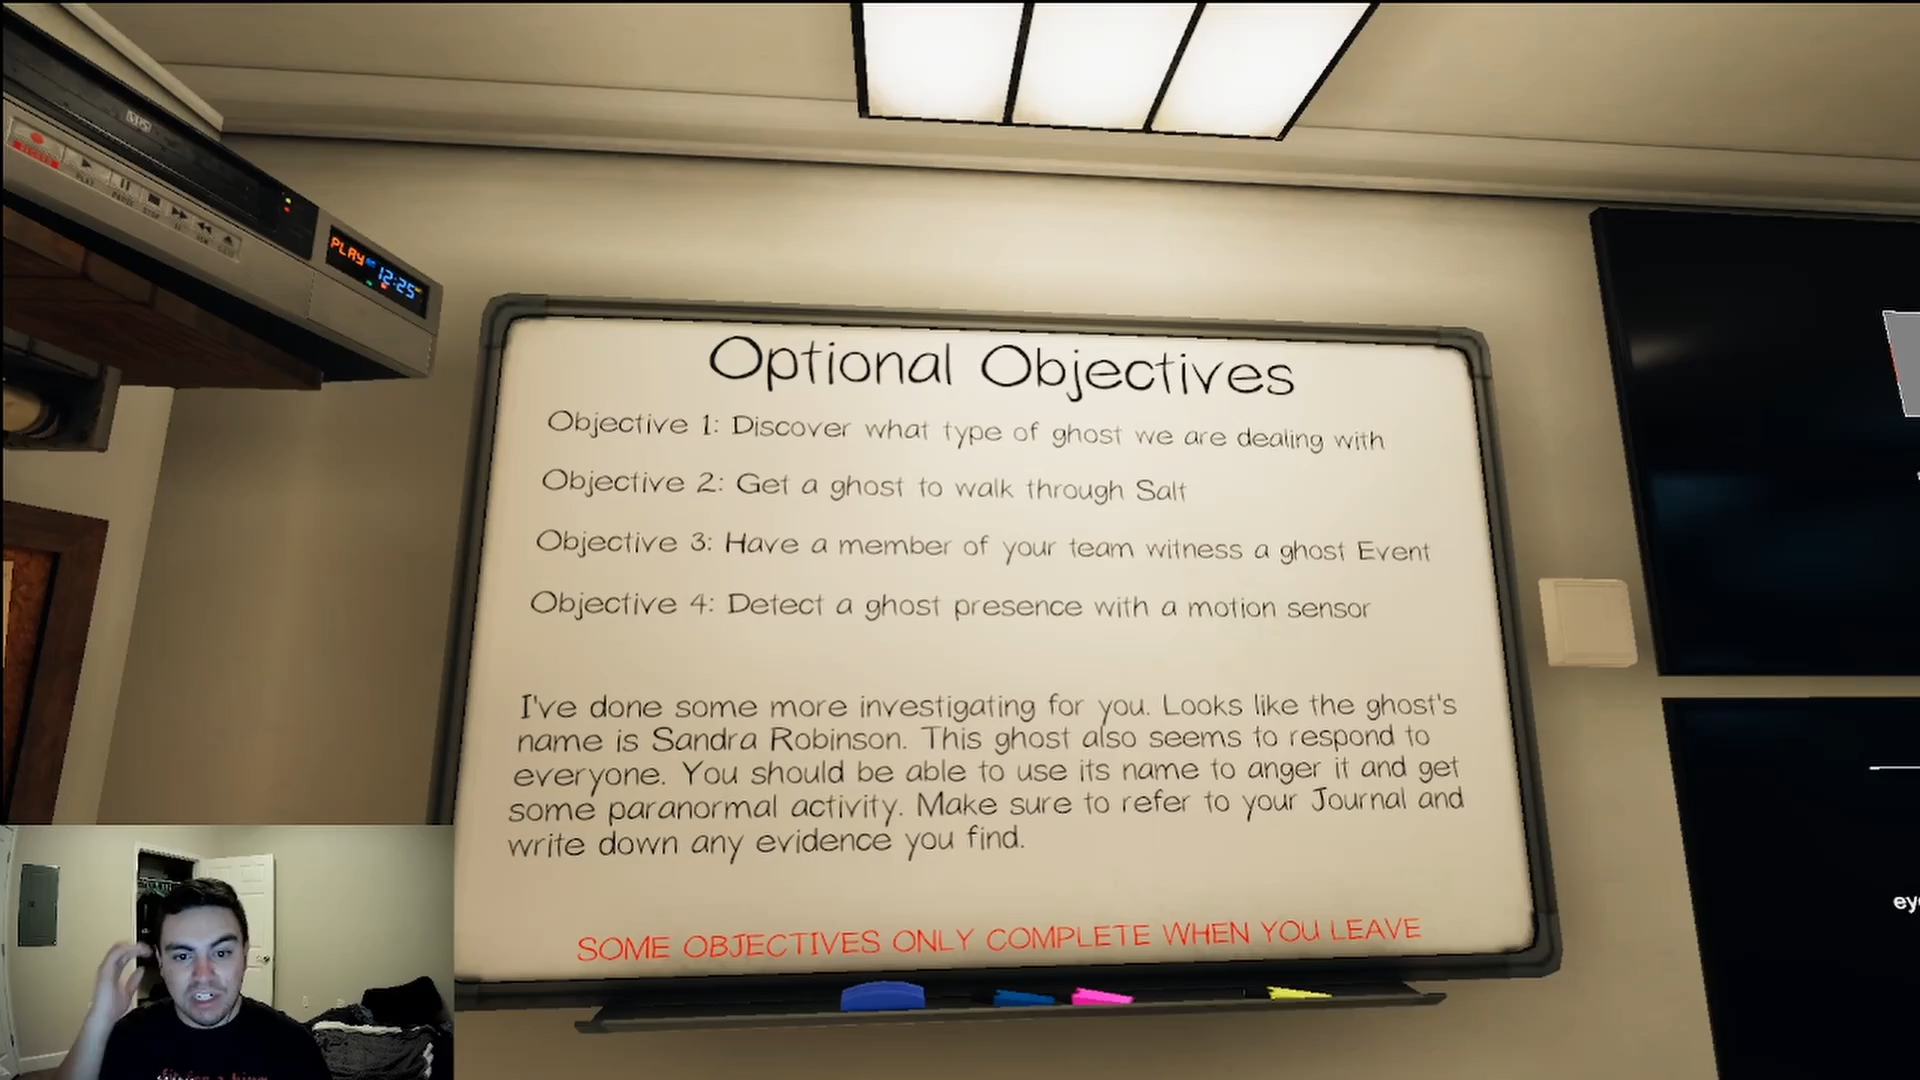 VHS
RECORD
PLAY
PAUSE
STOP
PLAY 12:25
Optional Objectives
Objective 1: Discover what type of ghost we are dealing with
Objective 2: Get a ghost to walk through Salt
Objective 3: Have a member of your team witness a ghost Event
Objective 4: Detect a ghost presence with a motion sensor
I've done some more investigating for you. Looks like the ghost's
name is Sandra Robinson. This ghost also seems to respond to
everyone. You should be able to use its name to anger it and get
some paranormal activity. Make sure to refer to your Journal and
write down any evidence you find.
SOME OBJECTIVES ONLY COMPLETE WHEN YOU LEAVE